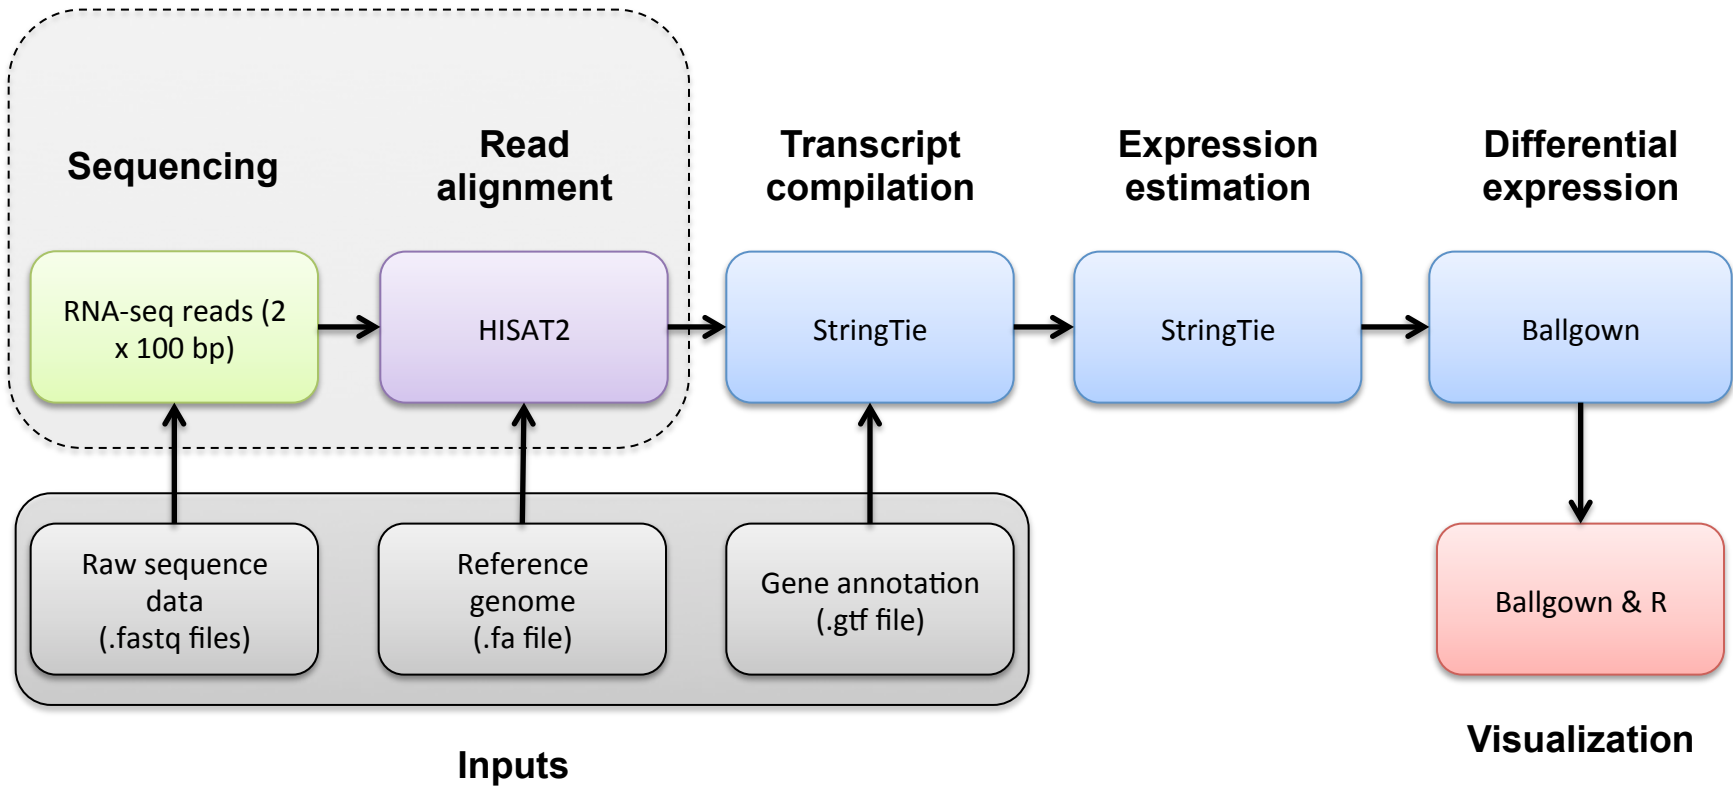 Sequencing
Read
alignment
Transcript
compilation
Expression
estimation
Differential
expression
RNA-seq reads (2
x 100 bp)
HISAT2
StringTie
StringTie
Ballgown
Raw sequence
data
(.fastq files)
Reference
genome
(.fa file)
Gene annotation
(.gtf file)
Ballgown & R
Inputs
Visualization